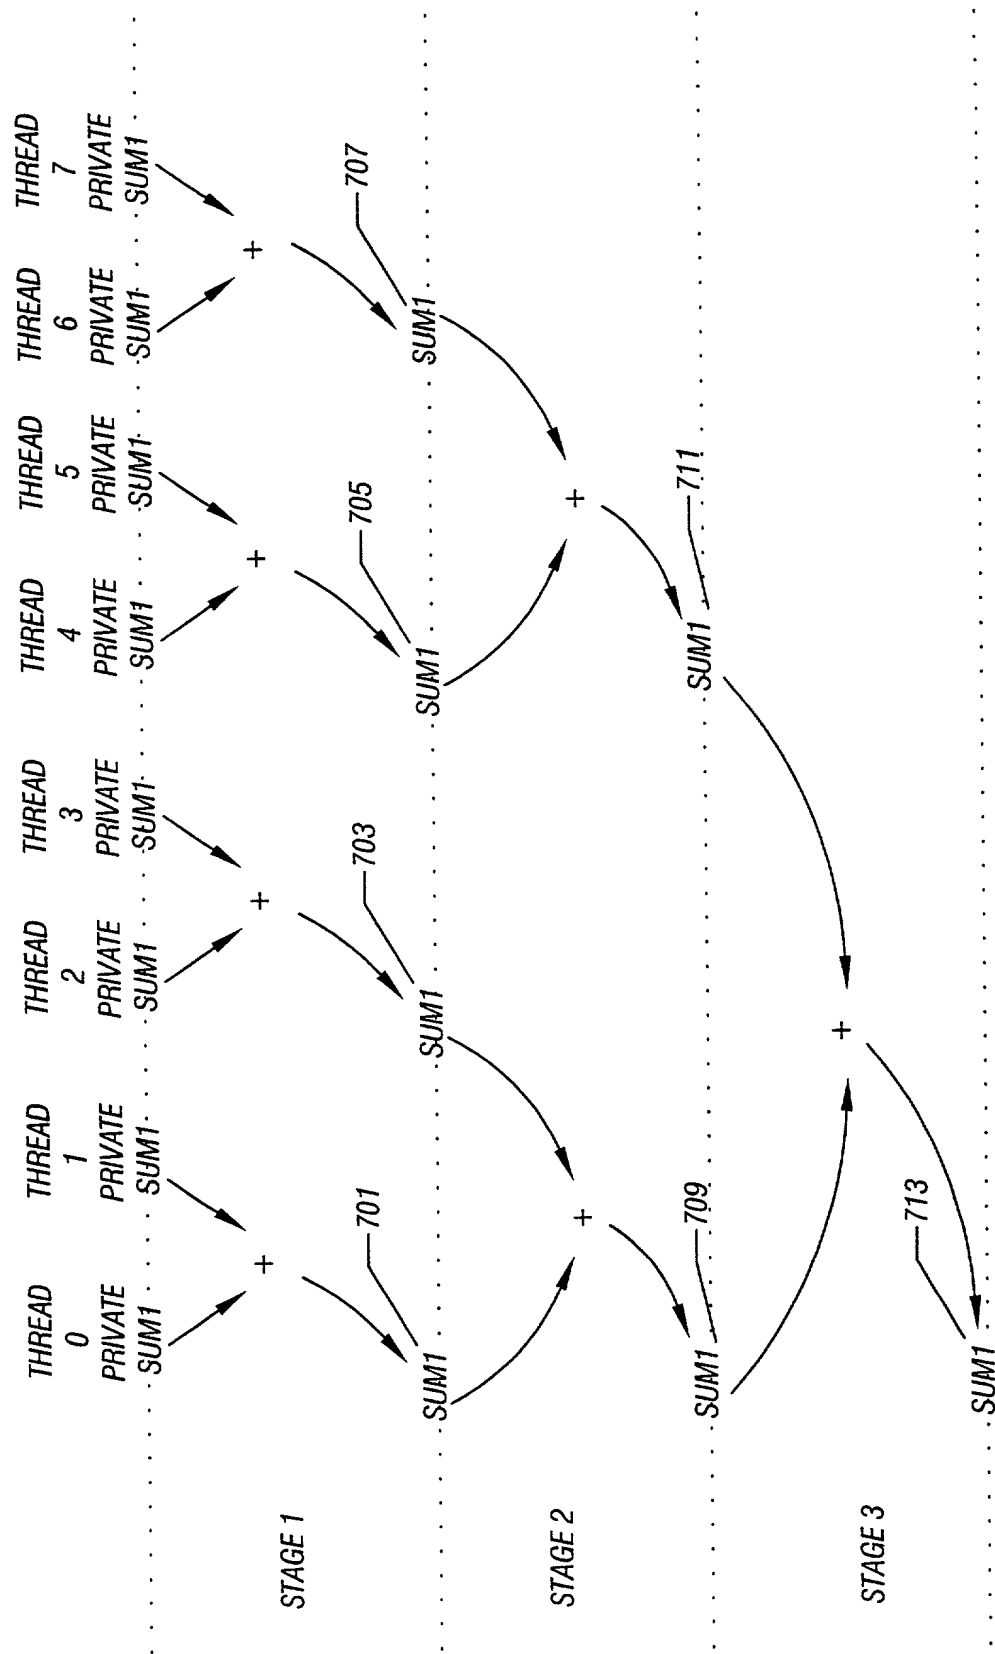 THREAD
0
PRIVATE
SUM1
THREAD
1
PRIVATE
SUM1
THREAD
2
PRIVATE
SUM1
THREAD
3
PRIVATE
SUM1
THREAD
4
PRIVATE
SUM1
THREAD
5
PRIVATE
SUM1
THREAD
6
PRIVATE
SUM1
THREAD
7
PRIVATE
SUM1
STAGE 1
+
+
+
+
701
703
705
707
SUM1
SUM1
SUM1
SUM1
STAGE 2
+
+
709
711
SUM1
SUM1
STAGE 3
+
713
SUM1